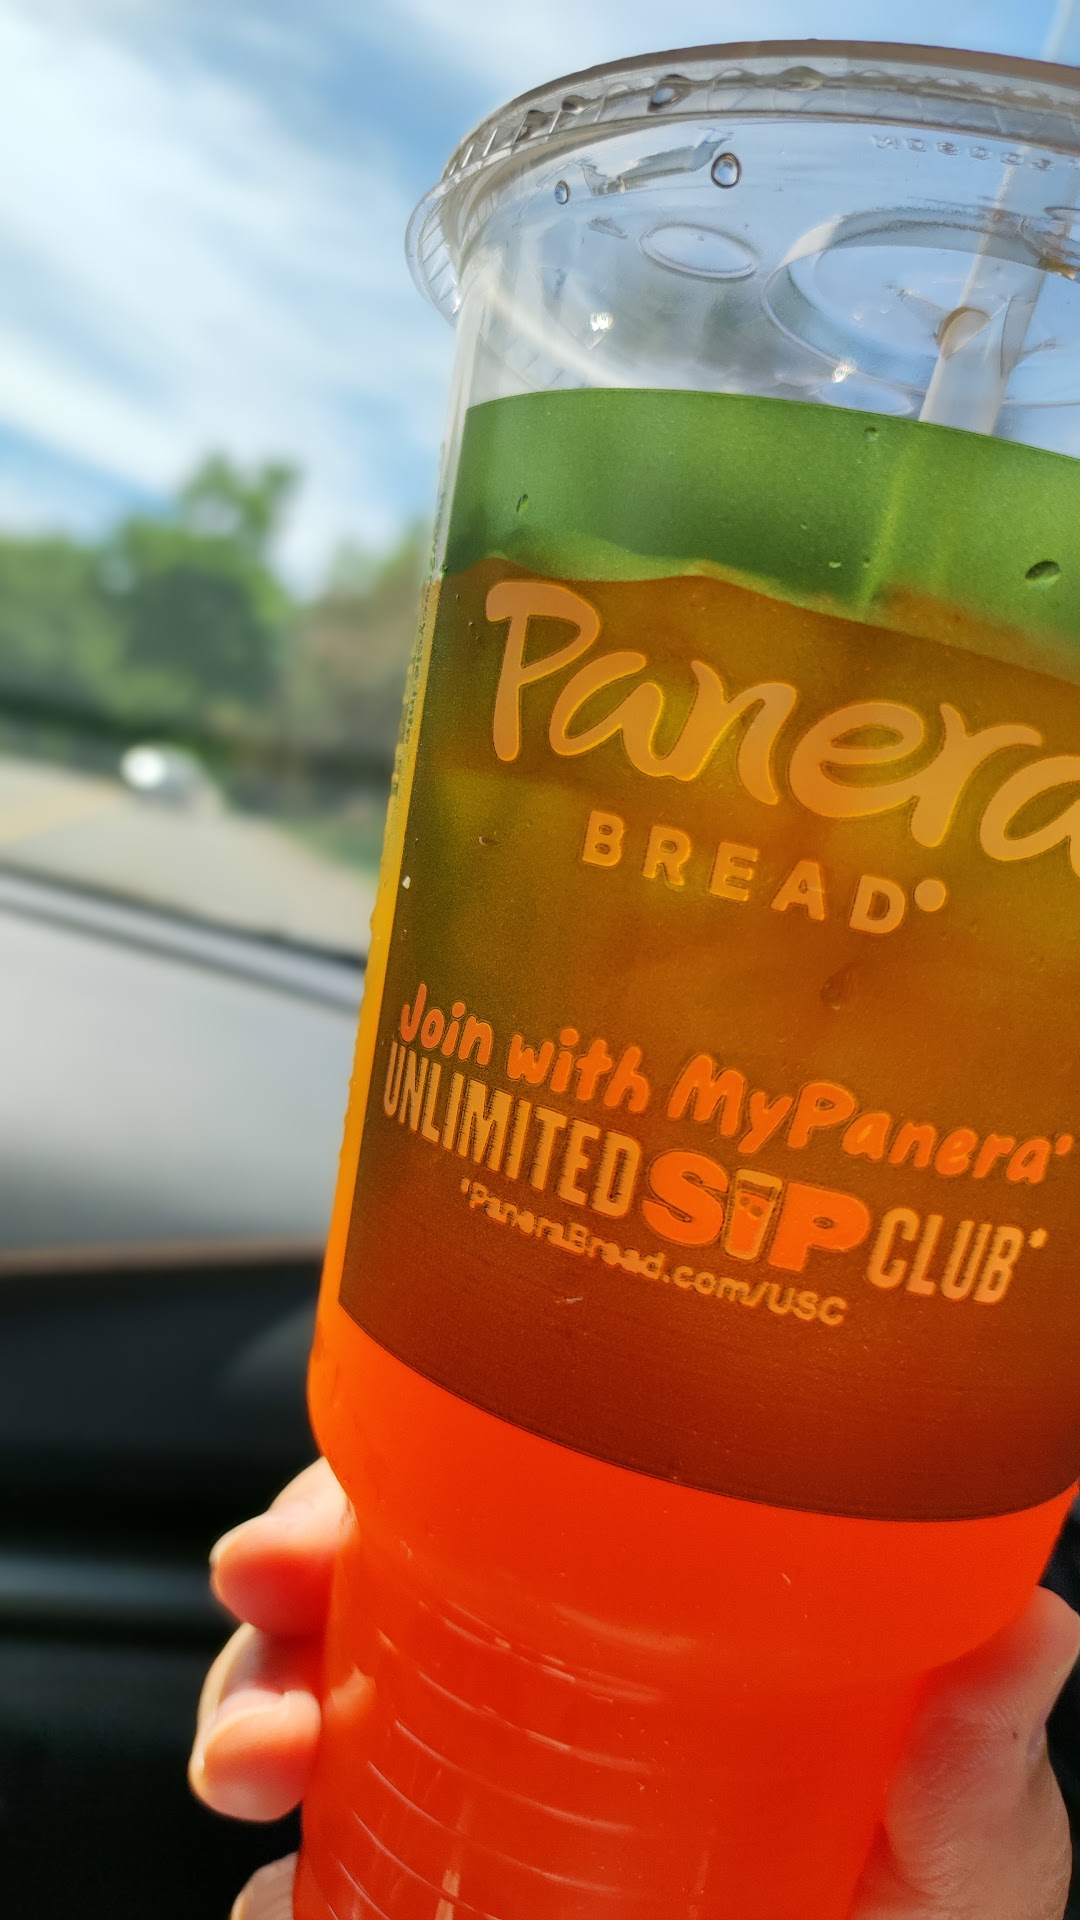 Panera
BREAD®
Join with MyPanera®
UNLIMITED SIP CLUB*
*PaneraBread.com/USC